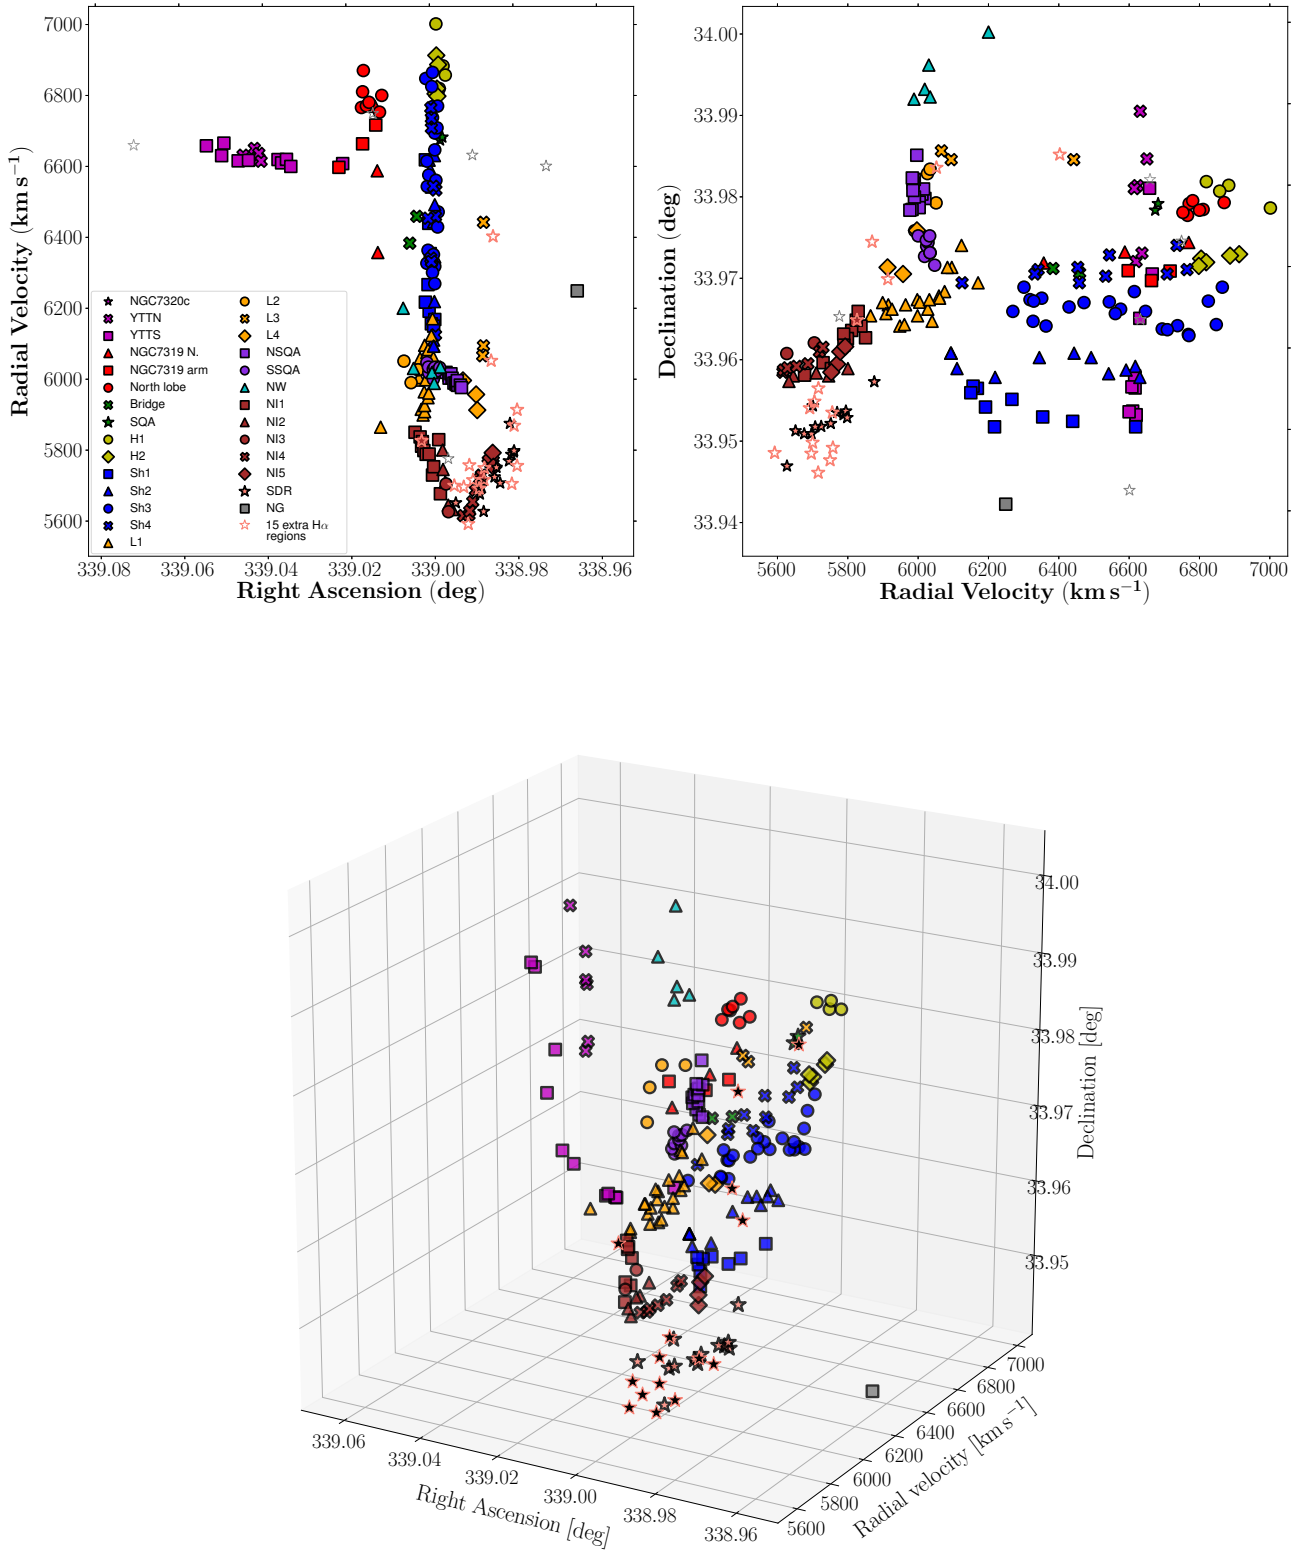 7000
6800
6600
6400
6200
6000
5800
5600
Radial Velocity (km s⁻¹)
NGC7320c
YTTN
YTTS
NGC7319 N.
NGC7319 arm
North lobe
Bridge
SQA
H1
H2
Sh1
Sh2
Sh3
Sh4
L1
L2
L3
L4
NSQA
SSQA
NW
NI1
NI2
NI3
NI4
NI5
SDR
NG
15 extra Hα
regions
339.08 339.06 339.04 339.02 339.00 338.98 338.96
Right Ascension (deg)
34.00
33.99
33.98
33.97
33.96
33.95
33.94
Declination (deg)
5600 5800 6000 6200 6400 6600 6800 7000
Radial Velocity (km s⁻¹)
34.00
33.99
33.98
33.97
33.96
33.95
Declination [deg]
7000
6800
6600
6400
6200
6000
5800
5600
Radial velocity [km s⁻¹]
339.06
339.04
339.02
339.00
338.98
338.96
Right Ascension [deg]